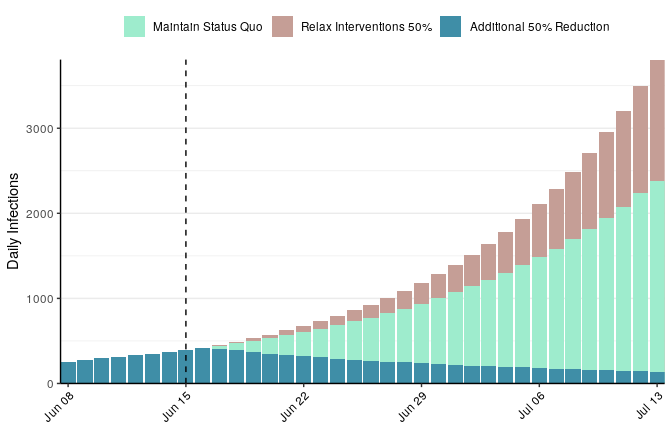 Maintain Status Quo Relax Interventions 50% Additional 50% Reduction
Daily Infections
3000
2000
1000
0
Jun 08 Jun 15 Jun 22 Jun 29 Jul 06 Jul 13